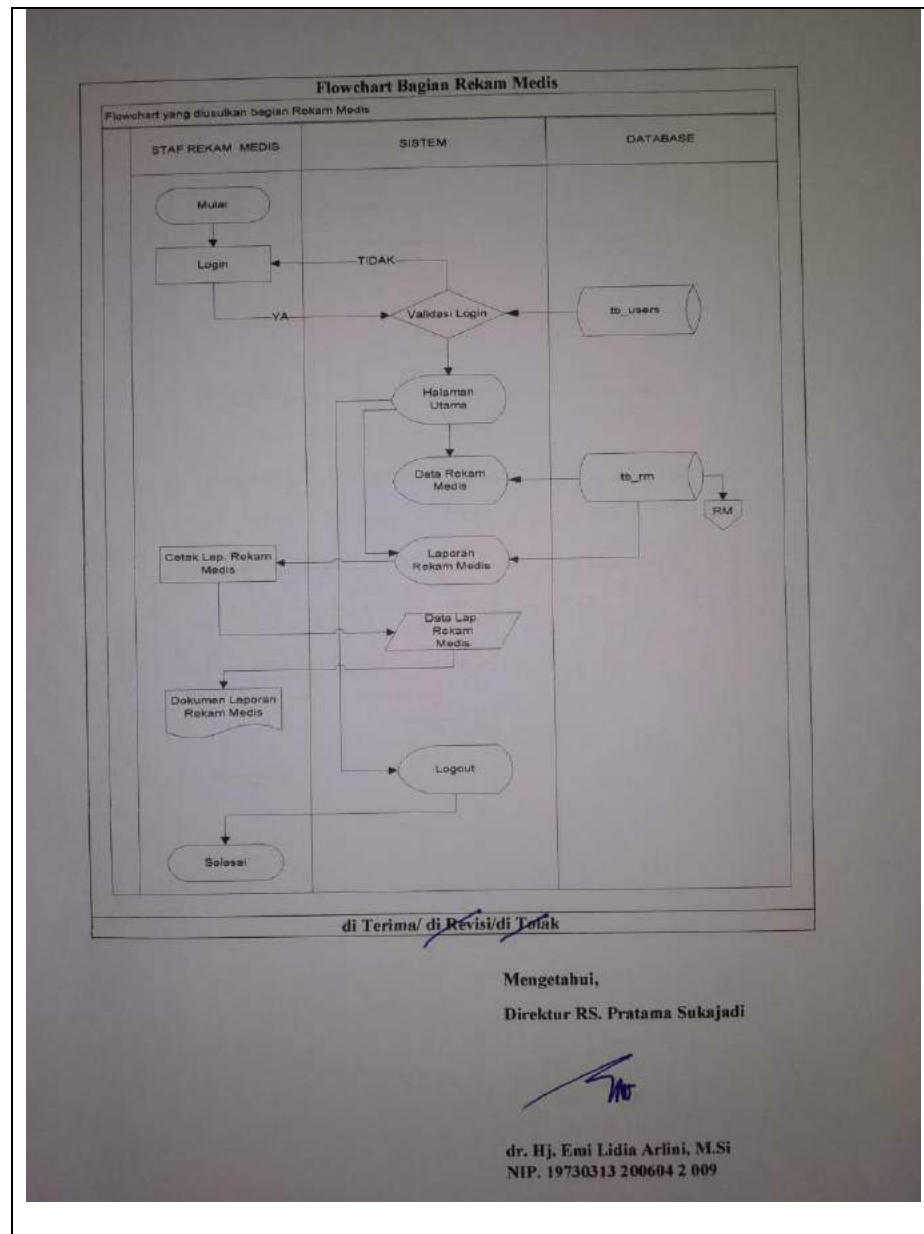 Flowchart Bagian Rekam Medis
Flowchart yang diusulkan bagian Rekam Medis
STAF REKAM MEDIS
SISTEM
DATABASE
Mulai
Login
TIDAK
YA
Validasi Login
tb_users
Halaman
Utama
Data Rekam
Medis
tb_rm
RM
Cetak Lap. Rekam
Medis
Laporan
Rekam Medis
Data Lap
Rekam
Medis
Dokumen Laporan
Rekam Medis
Logout
Selesai
di Terima/ di Revisi/di Tolak
Mengetahui,
Direktur RS. Pratama Sukajadi
dr. Hj. Emi Lidia Arlini, M.Si
NIP. 19730313 200604 2 009